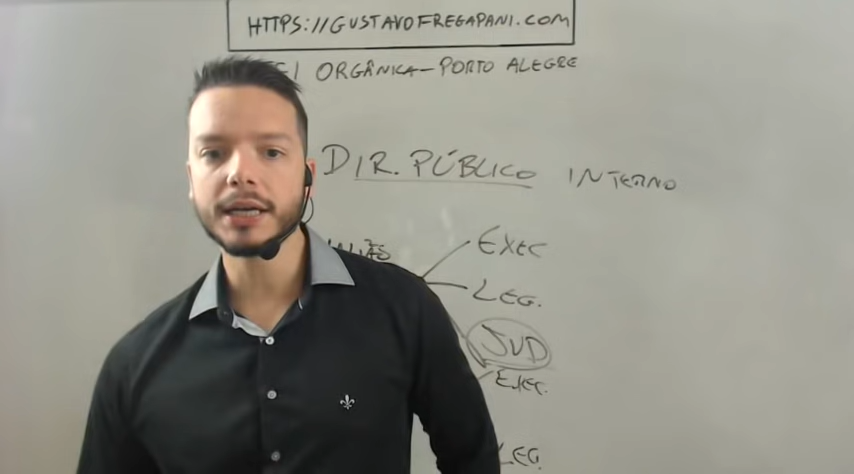 HTTPS://GUSTAVOFREGAPANI.COM
ORGÂNICA-PORTO ALEGRE
DIR. PÚBLICO INTERNO
EXEC
LEG.
JUD
EXEC.
LEG.